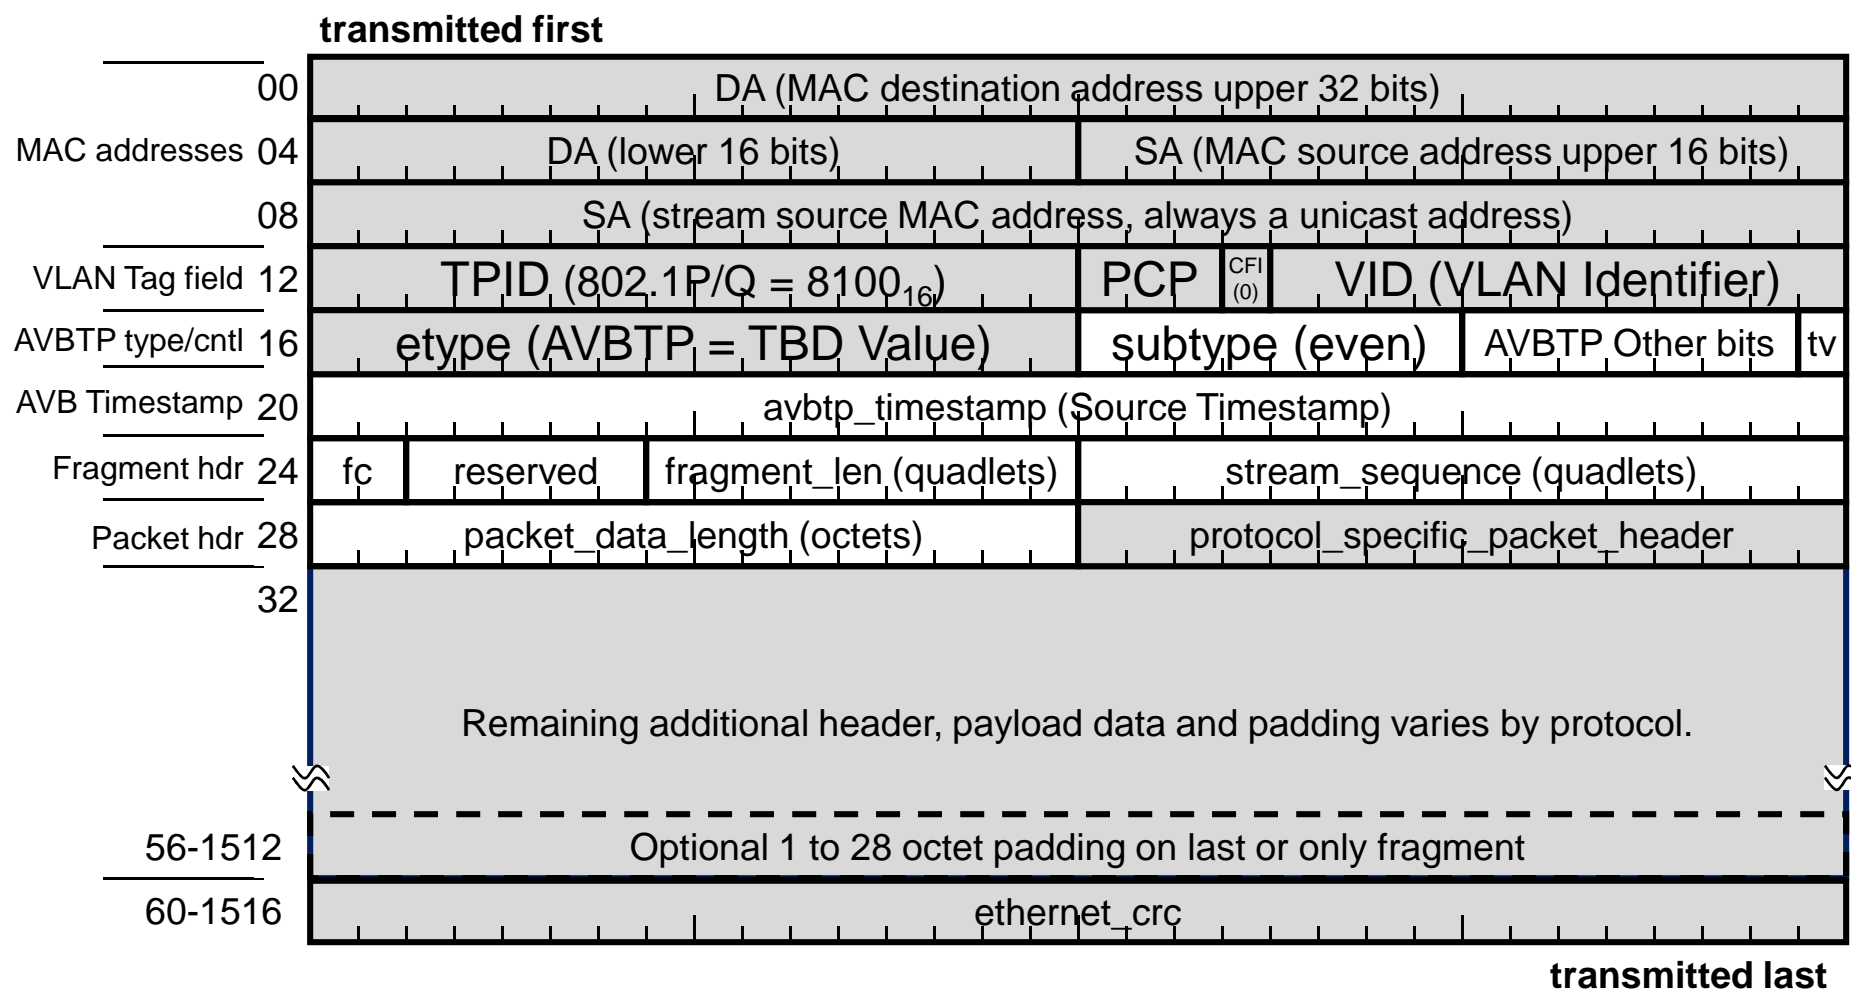 transmitted first
00 DA (MAC destination address upper 32 bits)
MAC addresses 04 DA (lower 16 bits) SA (MAC source address upper 16 bits)
08 SA (stream source MAC address, always a unicast address)
VLAN Tag field 12 TPID (802.1P/Q = 8100₁₆) PCP CFI (0) VID (VLAN Identifier)
AVBTP type/cntl 16 etype (AVBTP = TBD Value) subtype (even) AVBTP Other bits tv
AVB Timestamp 20 avbtp_timestamp (Source Timestamp)
Fragment hdr 24 fc reserved fragment_len (quadlets) stream_sequence (quadlets)
Packet hdr 28 packet_data_length (octets) protocol_specific_packet_header
32
Remaining additional header, payload data and padding varies by protocol.
56-1512 Optional 1 to 28 octet padding on last or only fragment
60-1516 ethernet_crc
transmitted last